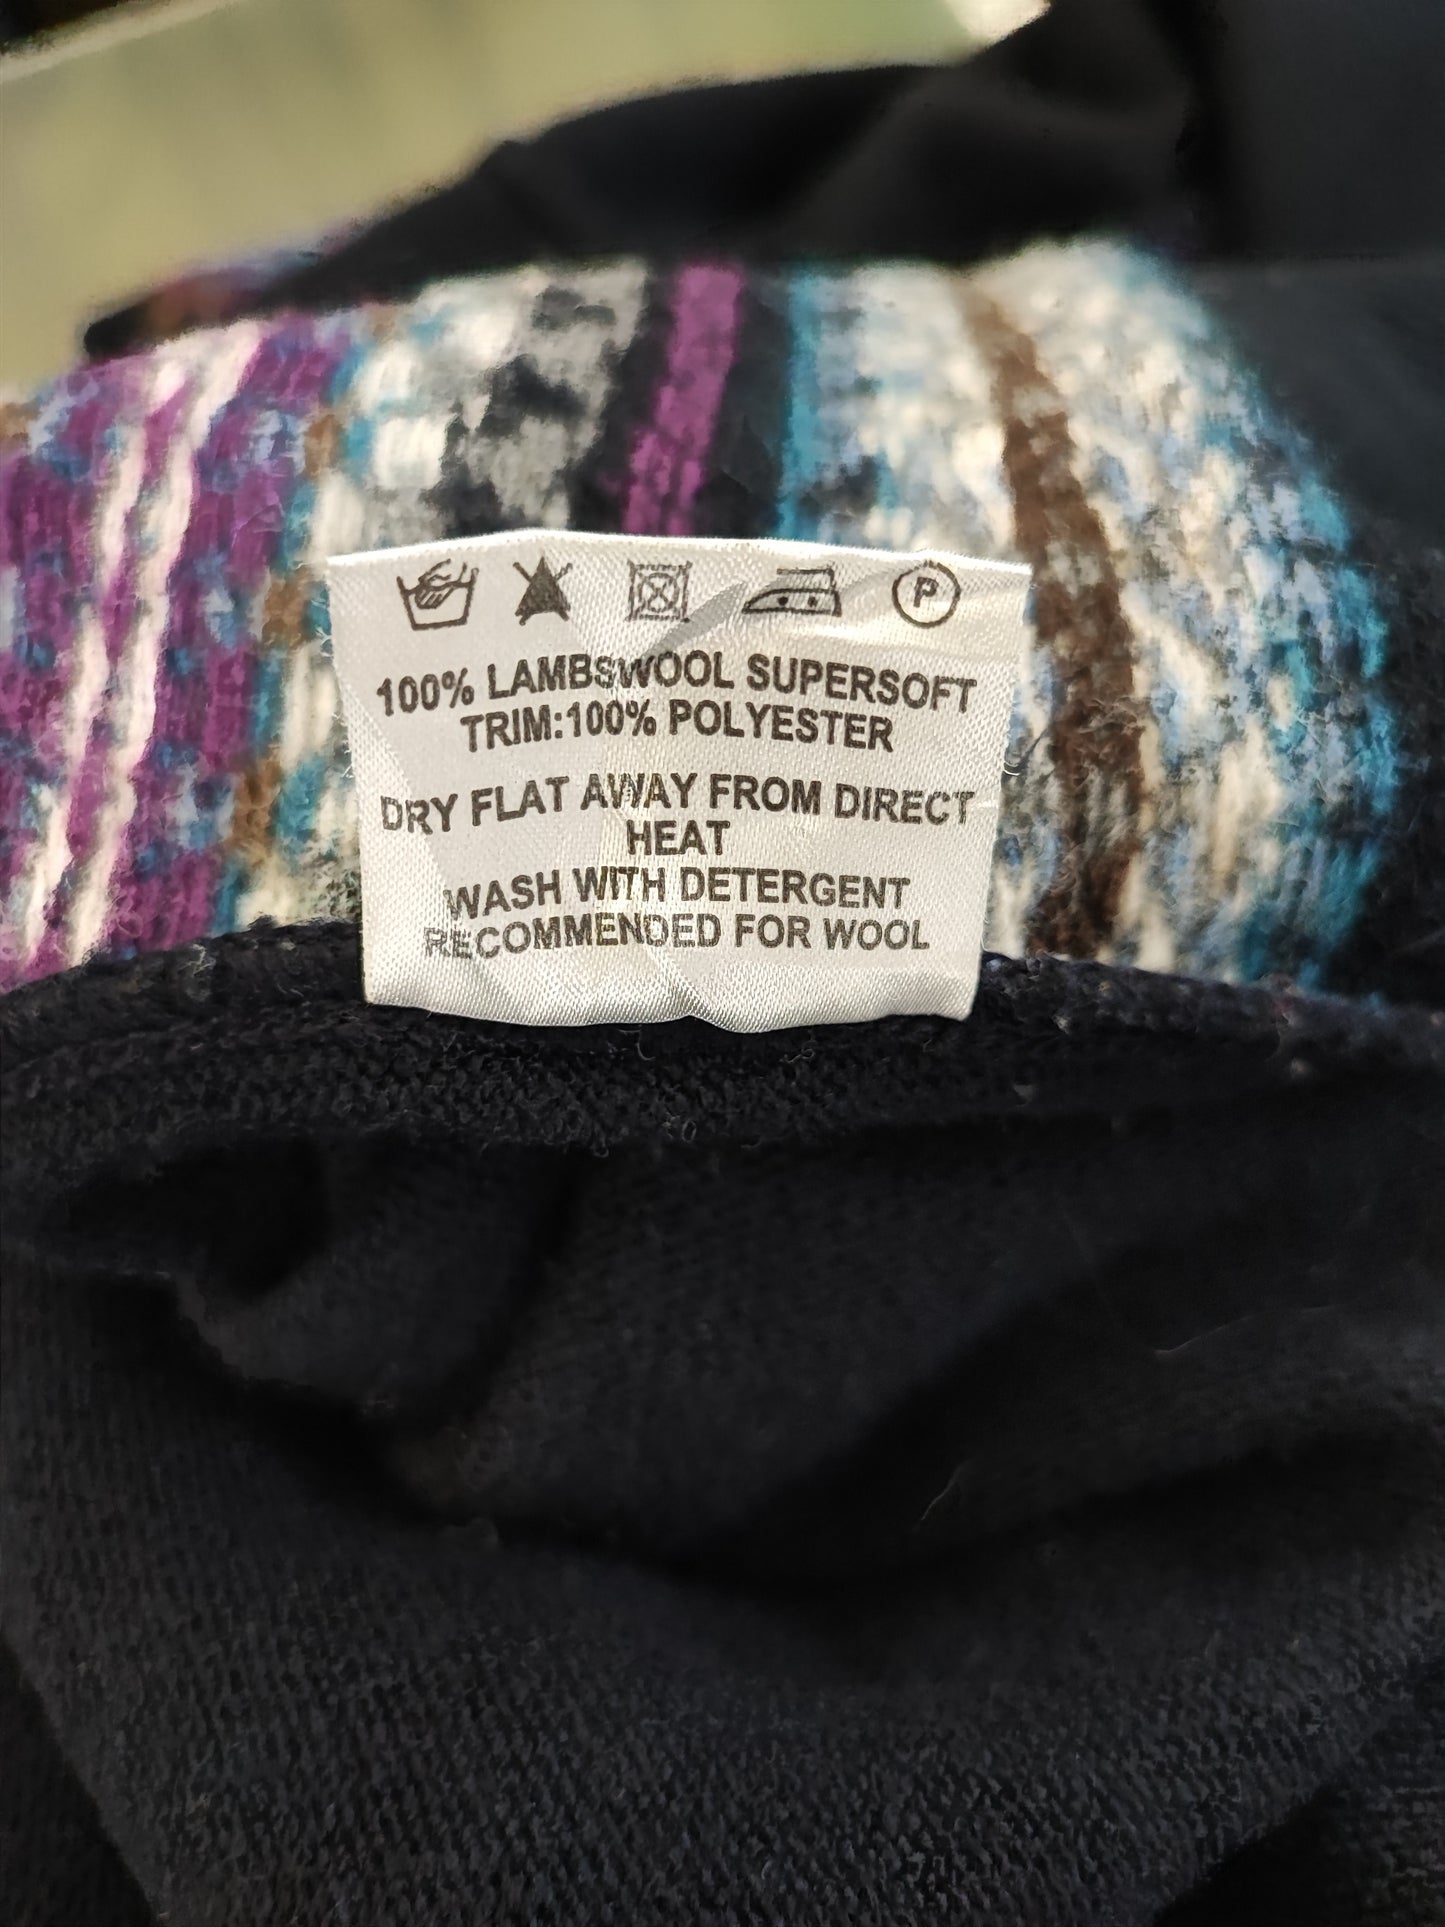 P
100% LAMBSWOOL SUPERSOFT
TRIM:100% POLYESTER
DRY FLAT AWAY FROM DIRECT
HEAT
WASH WITH DETERGENT
RECOMMENDED FOR WOOL